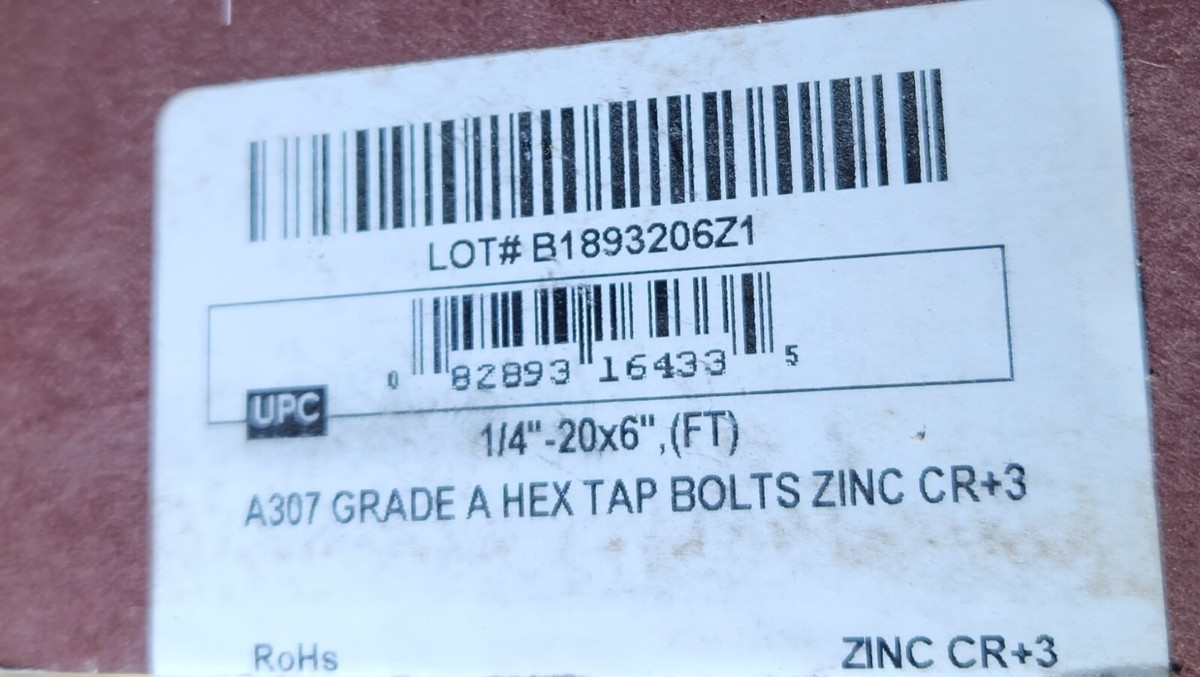 LOT# B1893206Z1
0 82893 16433 5
UPC
1/4"-20x6",(FT)
A307 GRADE A HEX TAP BOLTS ZINC CR+3
RoHs ZINC CR+3